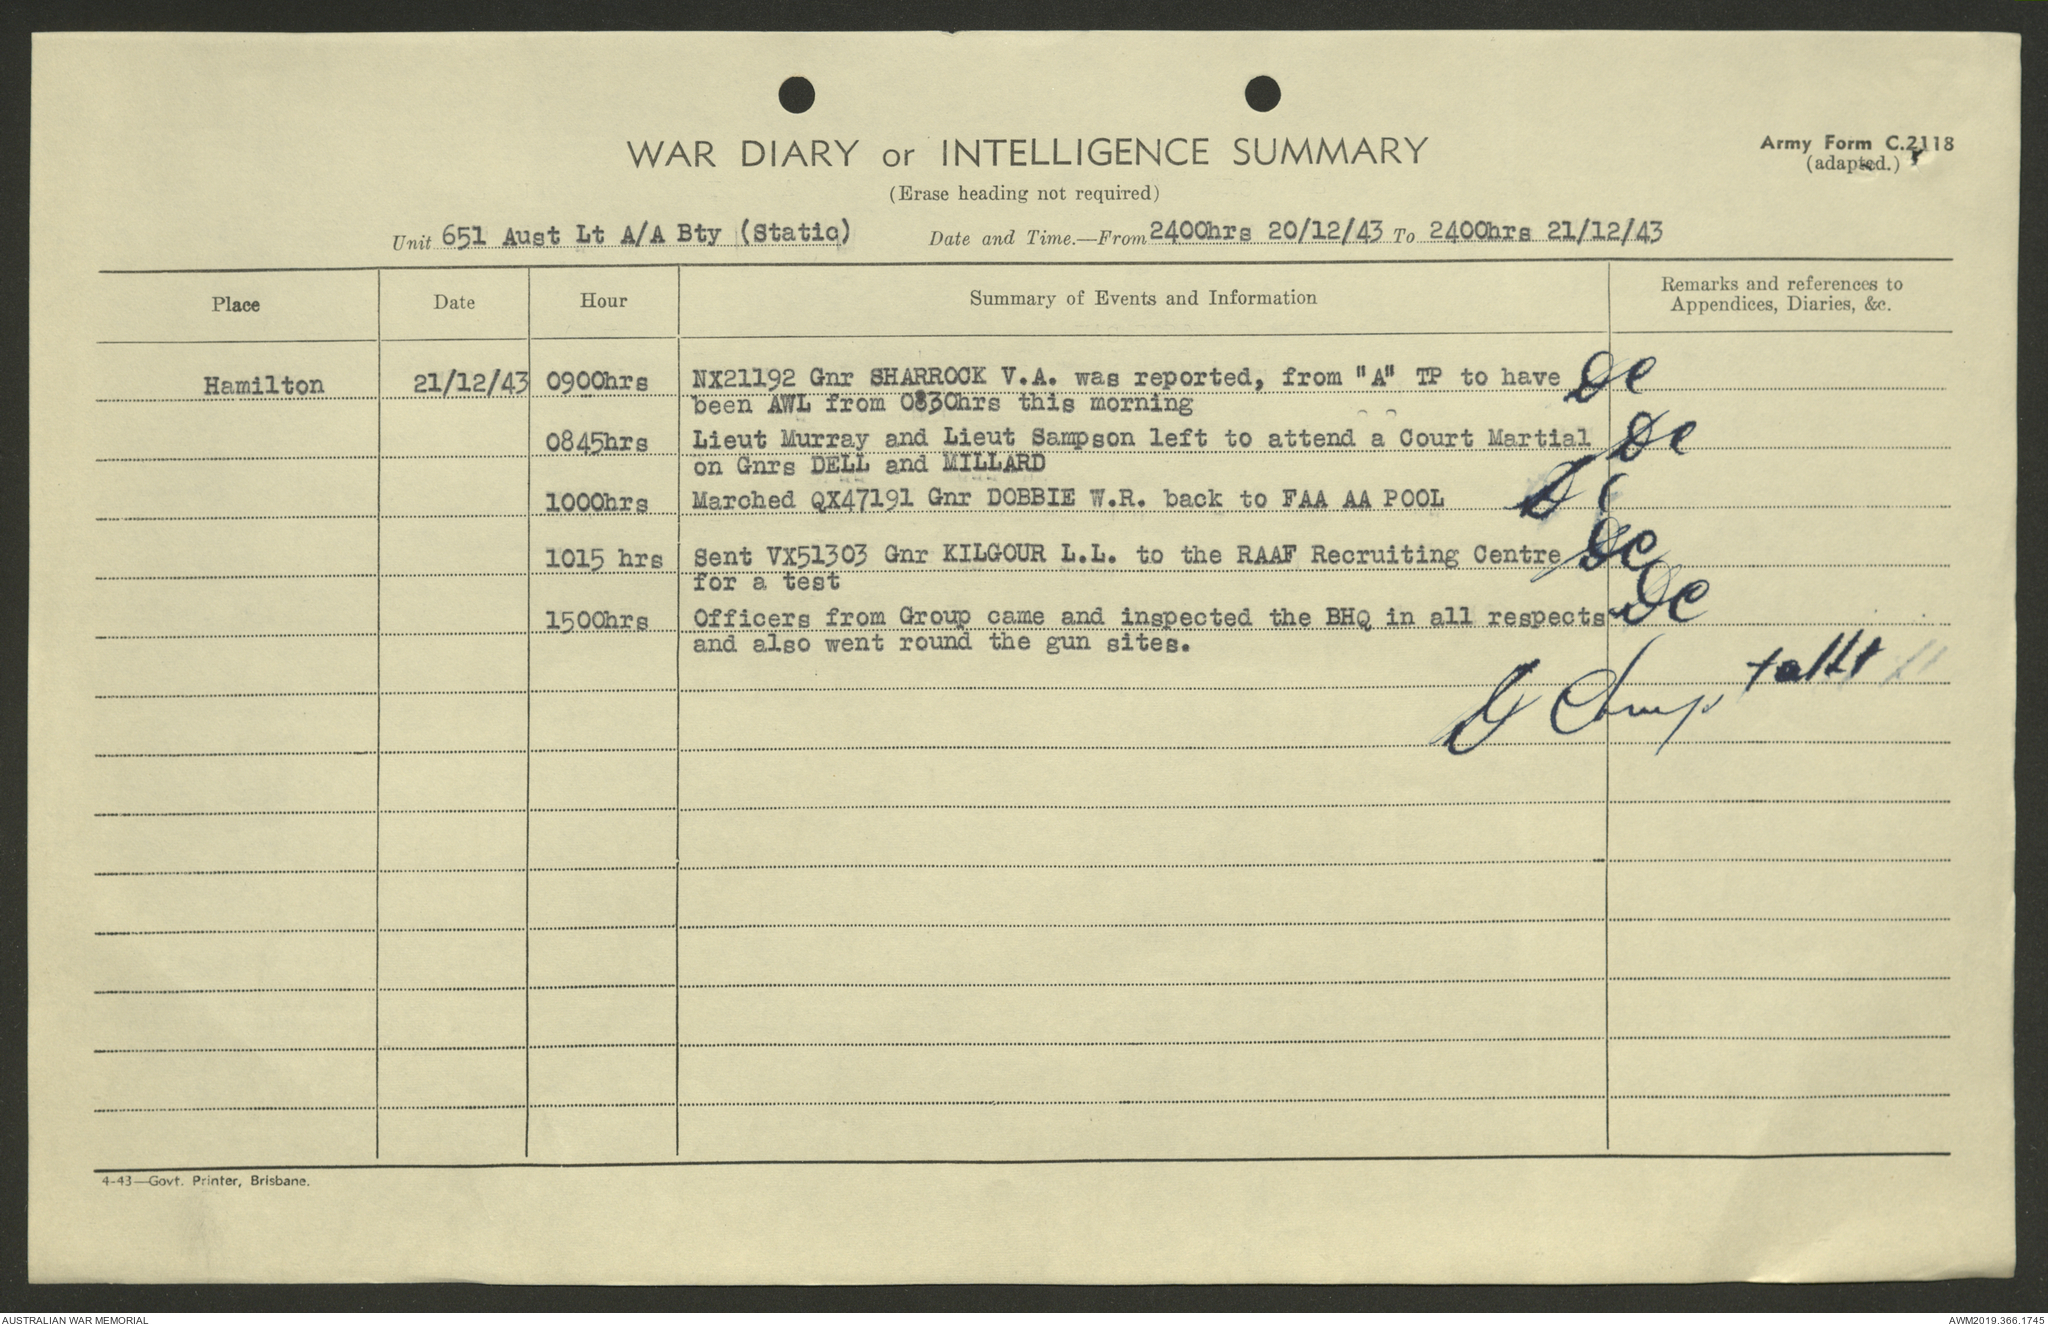 WAR DIARY or INTELLIGENCE SUMMARY
Army Form C.2118
(adapted.)
(Erase heading not required)
Unit 651 Aust Lt A/A Bty (Static) Date and Time.—From 2400hrs 20/12/43 To 2400hrs 21/12/43
Place Date Hour Summary of Events and Information Remarks and references to
Appendices, Diaries, &c.
Hamilton 21/12/43 0900hrs NX21192 Gnr SHARROCK V.A. was reported, from "A" TP to have
been AWL from 0830hrs this morning
0845hrs Lieut Murray and Lieut Sampson left to attend a Court Martial
on Gnrs DELL and MILLARD
1000hrs Marched QX47191 Gnr DOBBIE W.R. back to FAA AA POOL
1015 hrs Sent VX51303 Gnr KILGOUR L.L. to the RAAF Recruiting Centre
for a test
1500hrs Officers from Group came and inspected the BHQ in all respects
and also went round the gun sites.
4-43—Govt. Printer, Brisbane.
AUSTRALIAN WAR MEMORIAL
AWM2019.366.1745